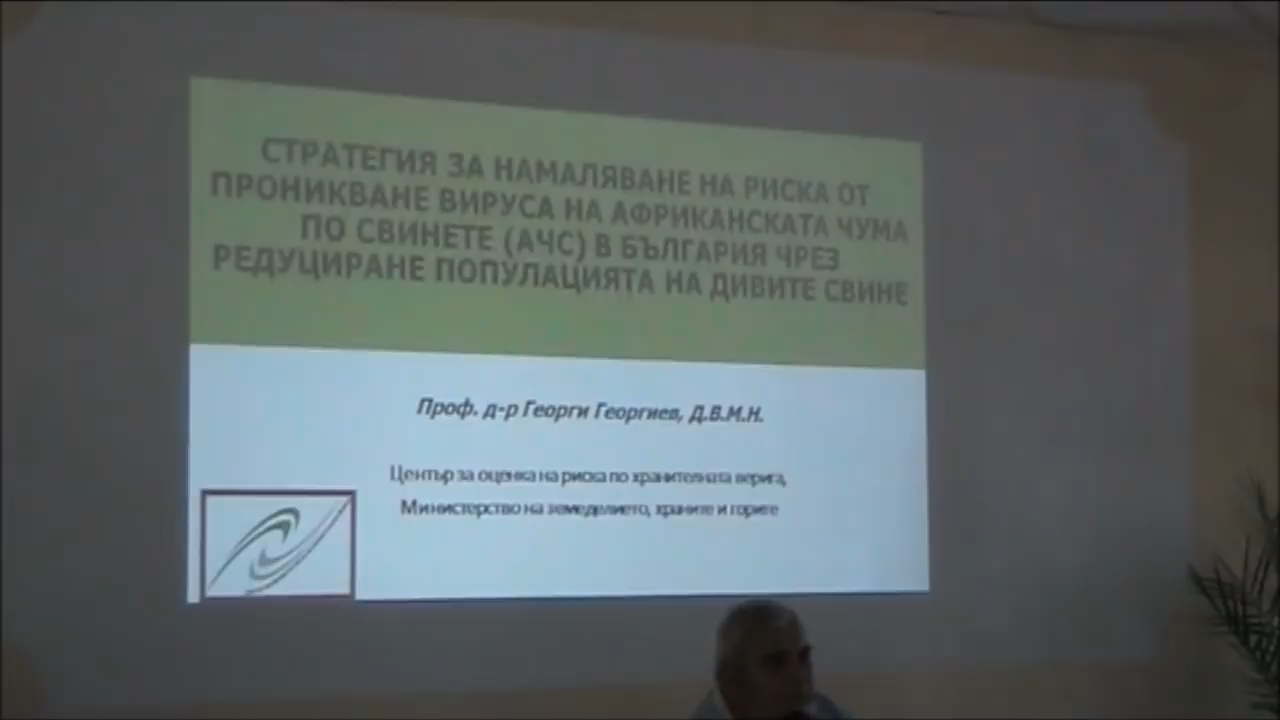 СТРАТЕГИЯ ЗА НАМАЛЯВАНЕ НА РИСКА ОТ
ПРОНИКВАНЕ ВИРУСА НА АФРИКАНСКАТА ЧУМА
ПО СВИНЕТЕ (АЧС) В БЪЛГАРИЯ ЧРЕЗ
РЕДУЦИРАНЕ ПОПУЛАЦИЯТА НА ДИВИТЕ СВИНЕ
Проф. д-р Георги Георгиев, Д.В.М.Н.
Център за оценка на риска по хранителната верига,
Министерство на земеделието, храните и горите